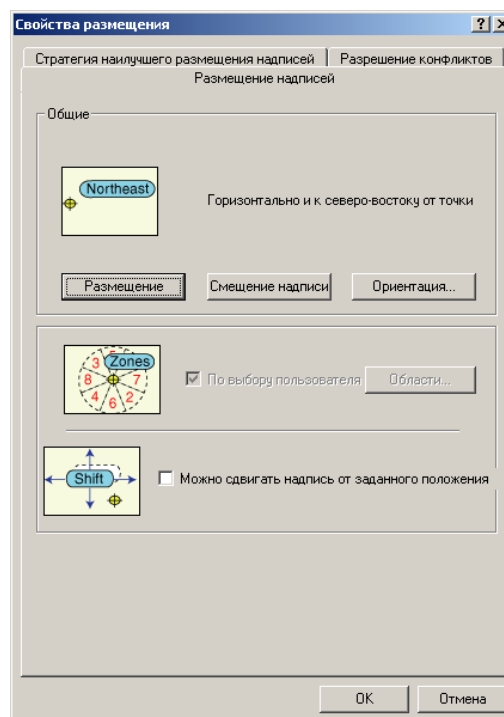 Свойства размещения
Стратегия наилучшего размещения надписей
Разрешение конфликтов
Размещение надписей
Общие
Northeast
Горизонтально и к северо-востоку от точки
Размещение
Смещение надписи
Ориентация...
Zones
3
8
7
4
6
2
По выбору пользователя
Области...
Shift
Можно сдвигать надпись от заданного положения
OK
Отмена